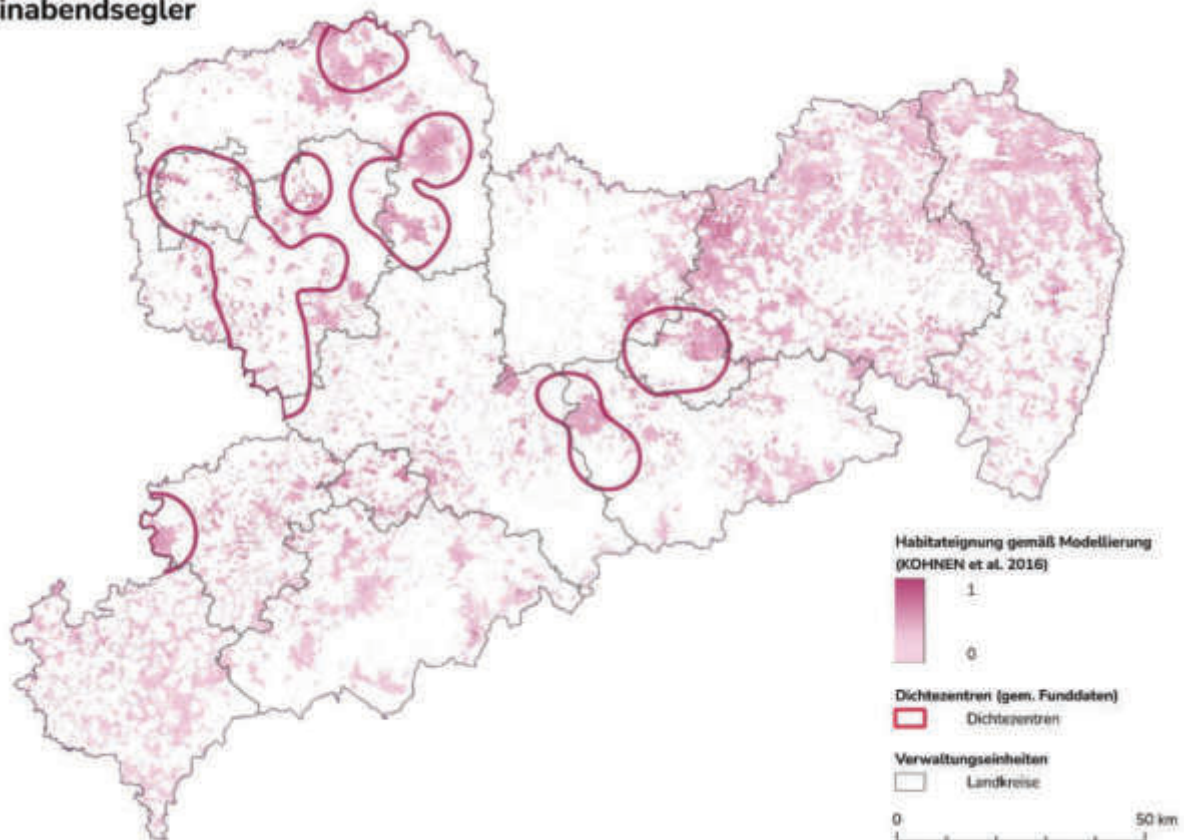 inabendsegler
Habitateignung gemäß Modellierung
(KOHNEN et al. 2016)
1
0
Dichtezentren (gem. Funddaten)
Dichtezentren
Verwaltungseinheiten
Landkreise
0 50 km